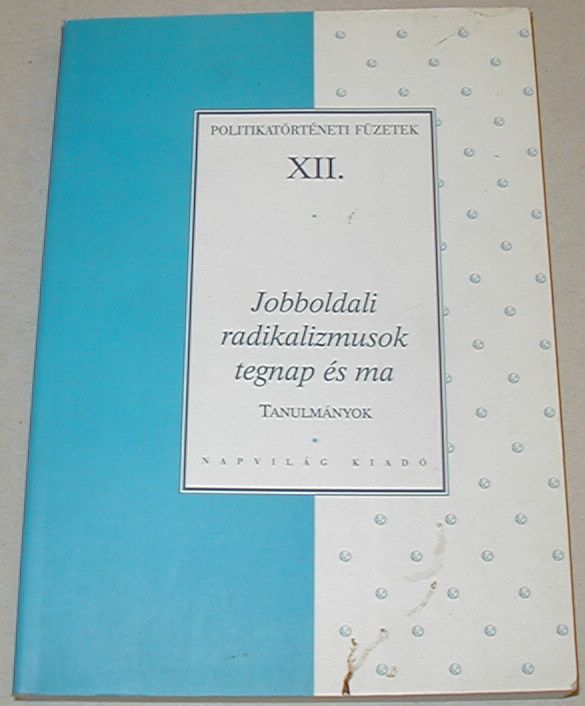 POLITIKATÖRTÉNETI FÜZETEK
XII.
Jobboldali
radikalizmusok
tegnap és ma
TANULMÁNYOK
NAPVILÁG KIADÓ